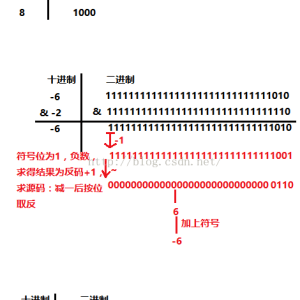 8 1000
十进制 二进制
-6 11111111111111111111111111111010
& -2 & 11111111111111111111111111111110
-6 11111111111111111111111111111010
-1
符号位为1，负数， 11111111111111111111111111111001
求得结果为反码+1， ~
求源码：减一后按位 0000000000000000000000000000 0110
取反
6
加上符号
-6
http://blog.csdn.net/
十进制 二进制